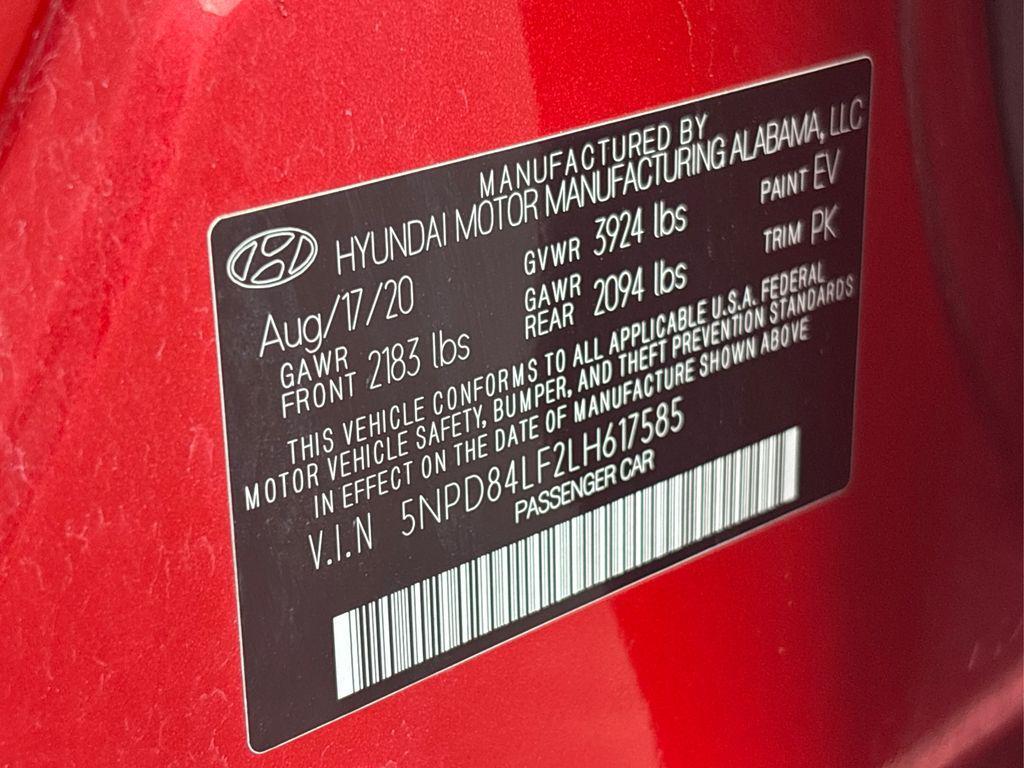 MANUFACTURED BY
HYUNDAI MOTOR MANUFACTURING ALABAMA, LLC
Aug/17/20 GVWR 3924 lbs PAINT EV
GAWR FRONT 2183 lbs GAWR REAR 2094 lbs TRIM PK
THIS VEHICLE CONFORMS TO ALL APPLICABLE U.S.A. FEDERAL
MOTOR VEHICLE SAFETY, BUMPER, AND THEFT PREVENTION STANDARDS
IN EFFECT ON THE DATE OF MANUFACTURE SHOWN ABOVE
V.I.N 5NPD84LF2LH617585
PASSENGER CAR